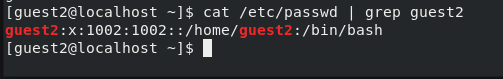 [guest2@localhost ~]$ cat /etc/passwd | grep guest2
guest2:x:1002:1002::/home/guest2:/bin/bash
[guest2@localhost ~]$